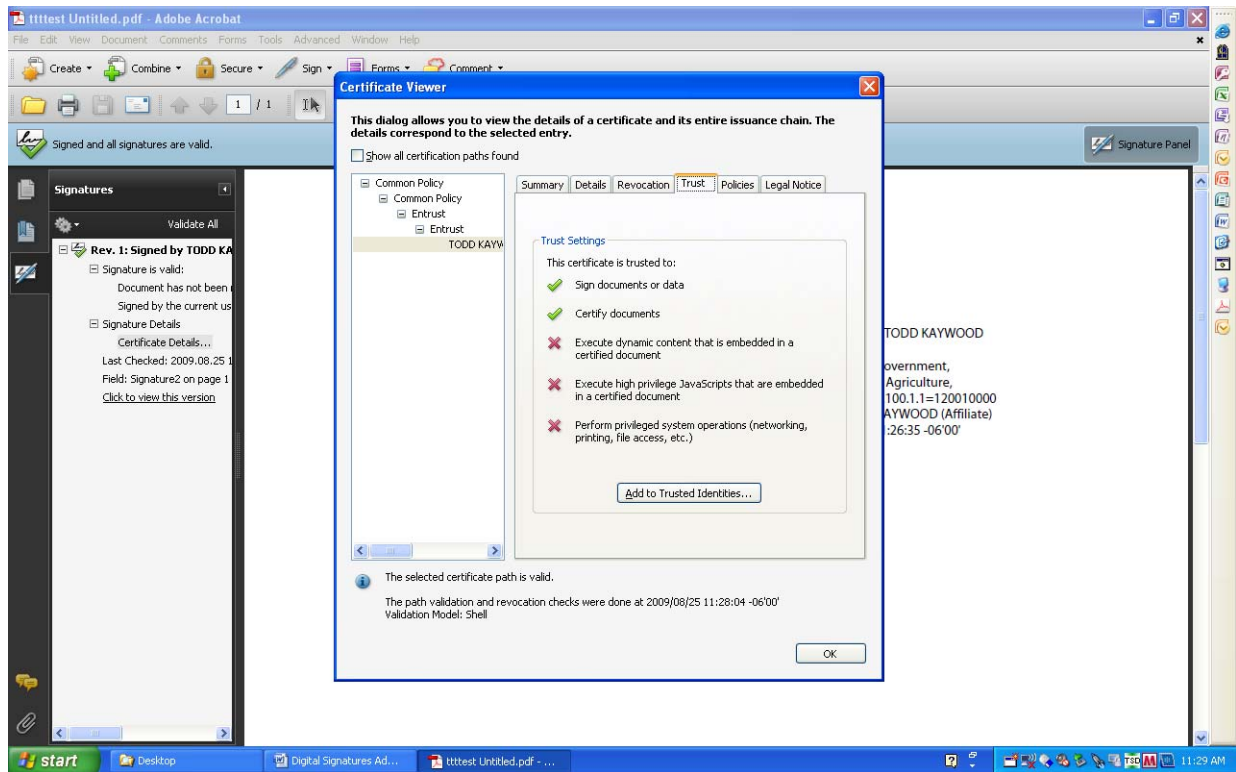 ttttest Untitled.pdf - Adobe Acrobat
File Edit View Document Comments Forms Tools Advanced Window Help
Create Combine Secure Sign Forms Comment
1 / 1
Signed and all signatures are valid.
Signature Panel
Signatures
Validate All
Rev. 1: Signed by TODD KA
Signature is valid:
Document has not been
Signed by the current us
Signature Details
Certificate Details...
Last Checked: 2009.08.25 1
Field: Signature2 on page 1
Click to view this version
Certificate Viewer
This dialog allows you to view the details of a certificate and its entire issuance chain. The
details correspond to the selected entry.
Show all certification paths found
Common Policy
Common Policy
Entrust
Entrust
TODD KAYW
Summary Details Revocation Trust Policies Legal Notice
Trust Settings
This certificate is trusted to:
Sign documents or data
Certify documents
Execute dynamic content that is embedded in a
certified document
Execute high privilege JavaScripts that are embedded
in a certified document
Perform privileged system operations (networking,
printing, file access, etc.)
Add to Trusted Identities...
The selected certificate path is valid.
The path validation and revocation checks were done at 2009/08/25 11:28:04 -06'00'
Validation Model: Shell
OK
TODD KAYWOOD
overnment,
Agriculture,
100.1.1=120010000
AYWOOD (Affiliate)
:26:35 -06'00'
start Desktop Digital Signatures Ad... ttttest Untitled.pdf - ... TSD 11:29 AM